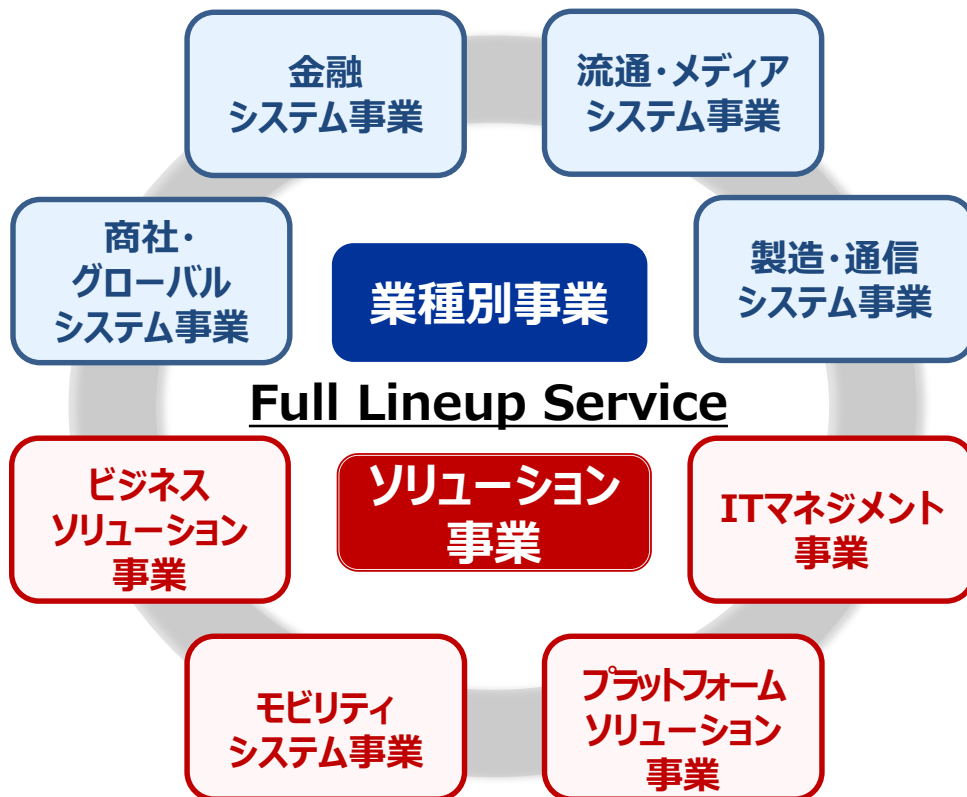 金融
システム事業
流通・メディア
システム事業
商社・
グローバル
システム事業
業種別事業
製造・通信
システム事業
Full Lineup Service
ビジネス
ソリューション
事業
ソリューション
事業
ITマネジメント
事業
モビリティ
システム事業
プラットフォーム
ソリューション
事業